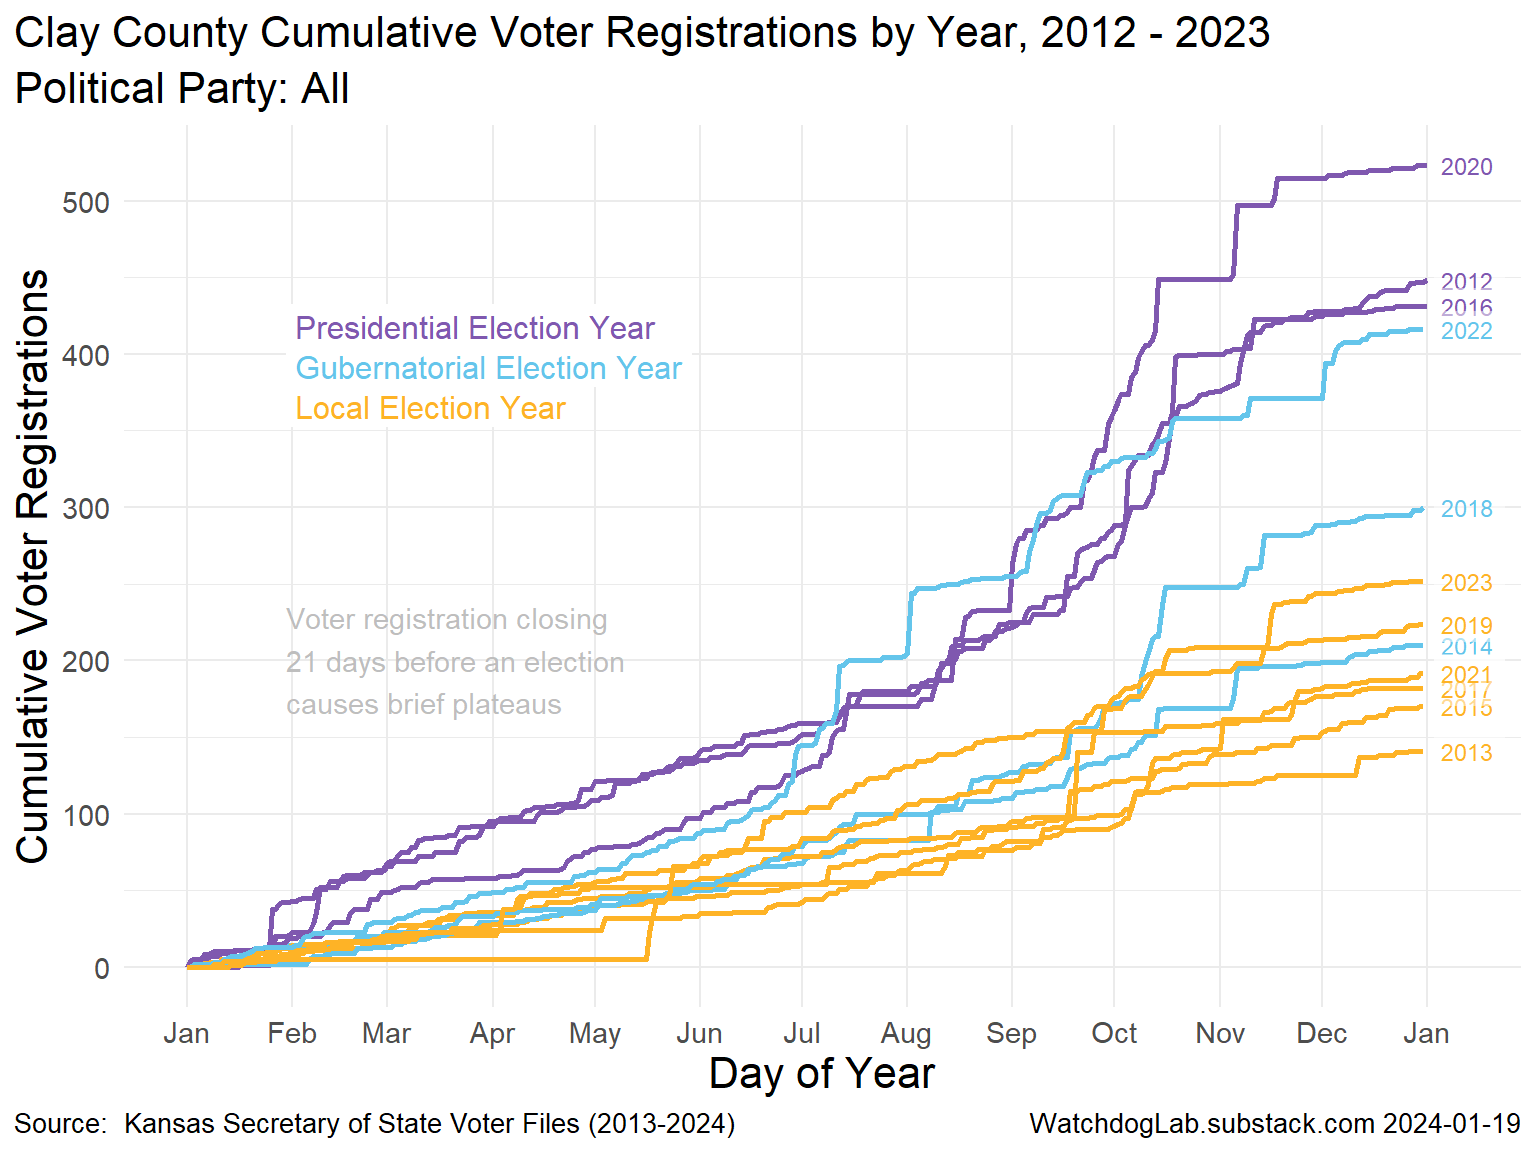 Clay County Cumulative Voter Registrations by Year, 2012 - 2023
Political Party: All
Cumulative Voter Registrations
500
400
300
200
100
0
Presidential Election Year
Gubernatorial Election Year
Local Election Year
Voter registration closing
21 days before an election
causes brief plateaus
2020
2012
2016
2022
2018
2023
2019
2014
2021
2017
2015
2013
Jan Feb Mar Apr May Jun Jul Aug Sep Oct Nov Dec Jan
Day of Year
Source:  Kansas Secretary of State Voter Files (2013-2024)
WatchdogLab.substack.com 2024-01-19